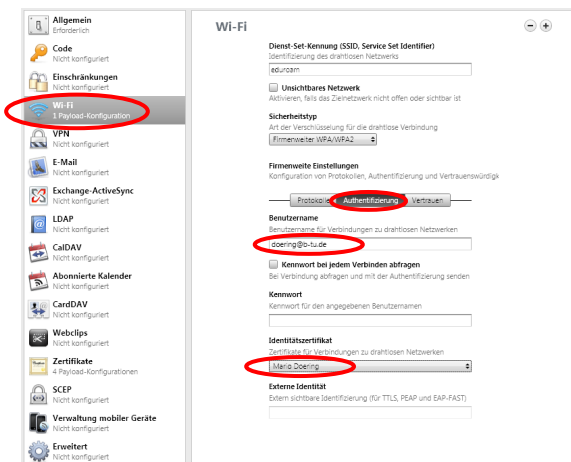 Allgemein
Erforderlich
Code
Nicht konfiguriert
Einschränkungen
Nicht konfiguriert
Wi-Fi
1 Payload-Konfiguration
VPN
Nicht konfiguriert
E-Mail
Nicht konfiguriert
Exchange-ActiveSync
Nicht konfiguriert
LDAP
Nicht konfiguriert
CalDAV
Nicht konfiguriert
Abonnierte Kalender
Nicht konfiguriert
CardDAV
Nicht konfiguriert
Webclips
Nicht konfiguriert
Zertifikate
4 Payload-Konfigurationen
SCEP
Nicht konfiguriert
Verwaltung mobiler Geräte
Nicht konfiguriert
Erweitert
Nicht konfiguriert
Wi-Fi
Dienst-Set-Kennung (SSID, Service Set Identifier)
Identifizierung des drahtlosen Netzwerks
eduroam
Unsichtbares Netzwerk
Aktivieren, falls das Zielnetzwerk nicht offen oder sichtbar ist
Sicherheitstyp
Art der Verschlüsselung für die drahtlose Verbindung
Firmenweiter WPA/WPA2
Firmenweite Einstellungen
Konfiguration von Protokollen, Authentifizierung und Vertrauenswürdigk
Protokolle Authentifizierung Vertrauen
Benutzername
Benutzername für Verbindungen zu drahtlosen Netzwerken
doering@b-tu.de
Kennwort bei jedem Verbinden abfragen
Bei Verbindung abfragen und mit der Authentifizierung senden
Kennwort
Kennwort für den angegebenen Benutzernamen
Identitätszertifikat
Zertifikate für Verbindungen zu drahtlosen Netzwerken
Mario Doering
Externe Identität
Extern sichtbare Identifizierung (für TTLS, PEAP und EAP-FAST)